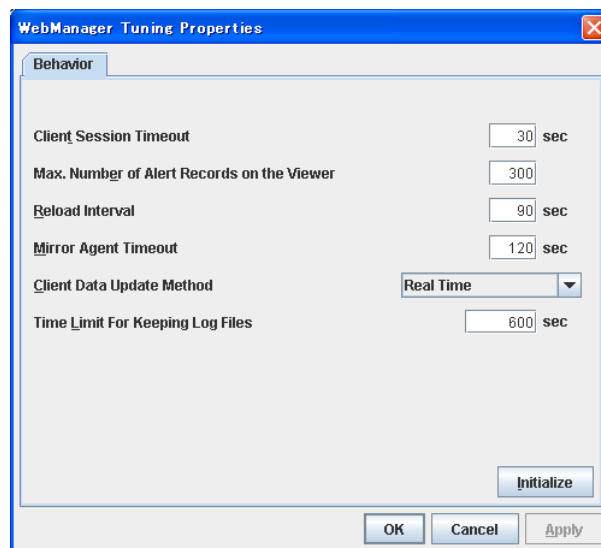 WebManager Tuning Properties
Behavior
Client Session Timeout 30 sec
Max. Number of Alert Records on the Viewer 300
Reload Interval 90 sec
Mirror Agent Timeout 120 sec
Client Data Update Method Real Time
Time Limit For Keeping Log Files 600 sec
Initialize
OK Cancel Apply